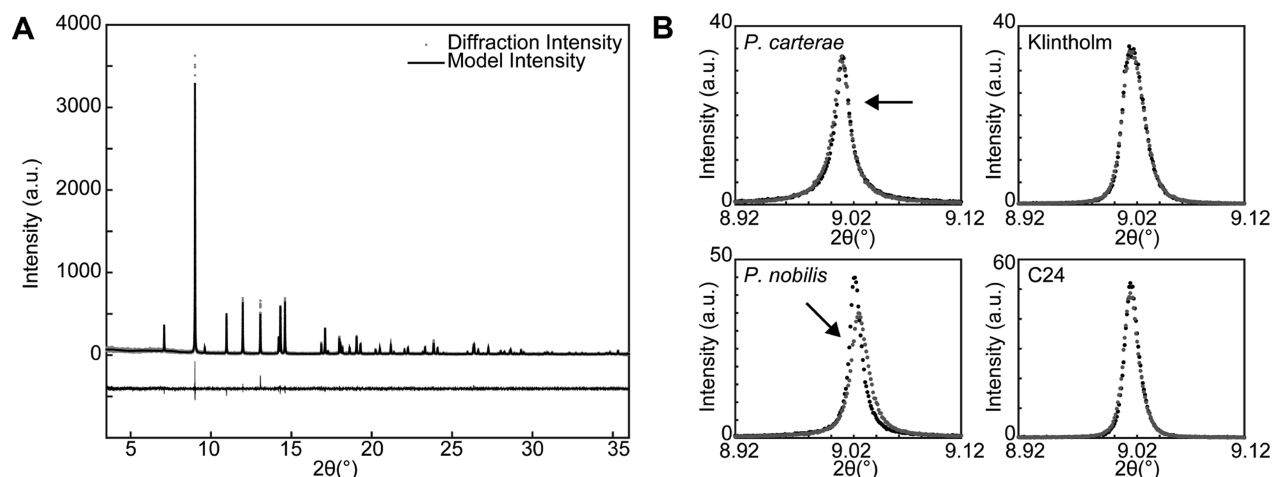 A
Intensity (a.u.)
4000
3000
2000
1000
0
Diffraction Intensity
Model Intensity
5 10 15 20 25 30 35
2θ(°)
B
P. carterae
Intensity (a.u.)
40
0
8.92 9.02 9.12
2θ(°)
Klintholm
Intensity (a.u.)
40
0
8.92 9.02 9.12
2θ(°)
P. nobilis
Intensity (a.u.)
50
0
8.92 9.02 9.12
2θ(°)
C24
Intensity (a.u.)
60
0
8.92 9.02 9.12
2θ(°)